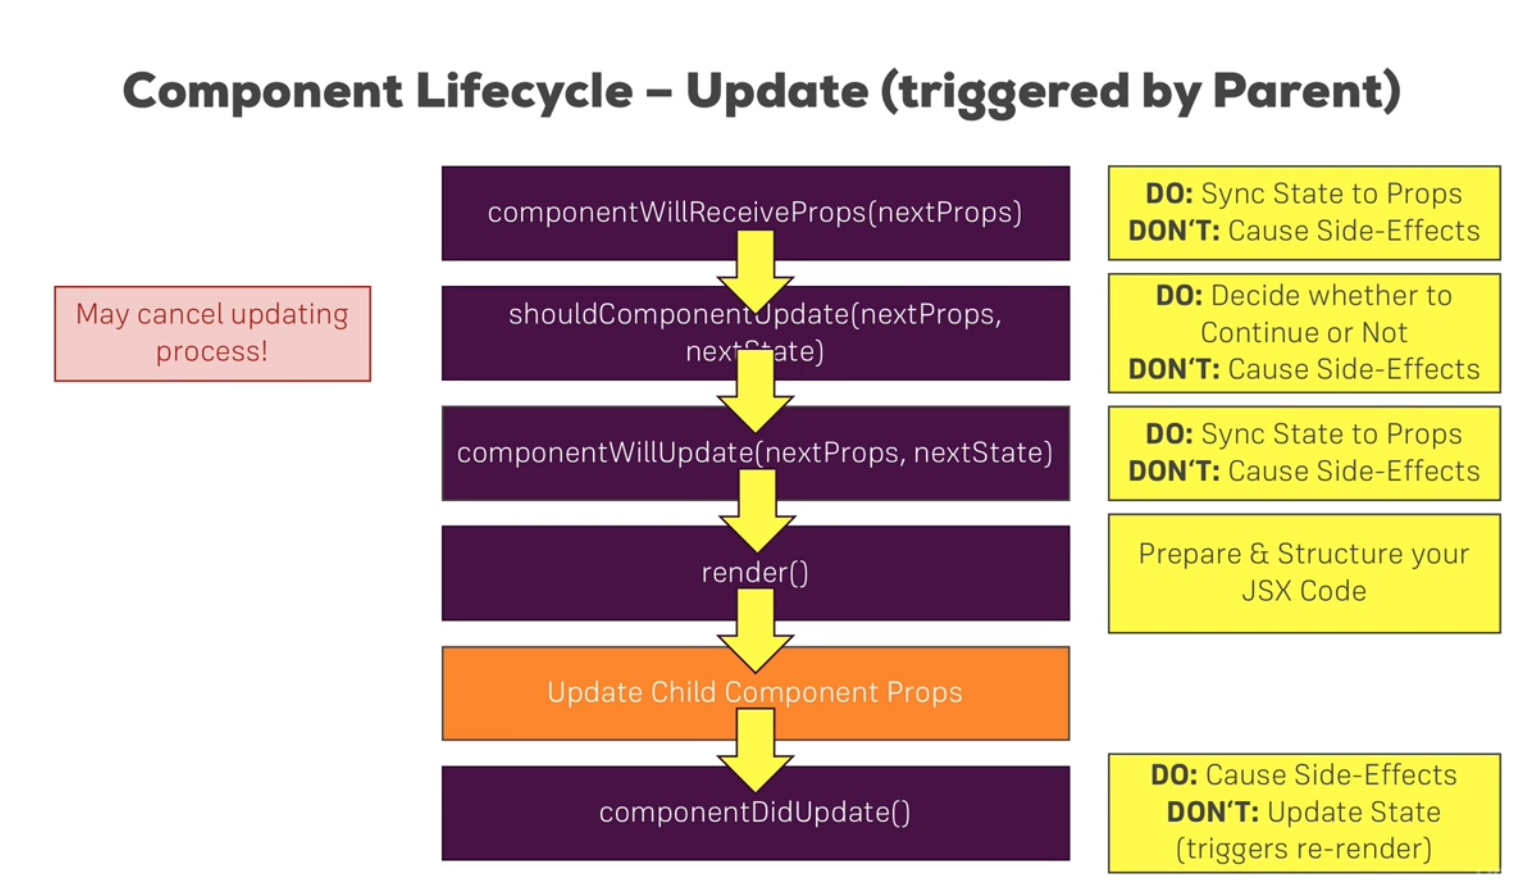 Component Lifecycle – Update (triggered by Parent)
componentWillReceiveProps(nextProps)
DO: Sync State to Props
DON‘T: Cause Side-Effects
May cancel updating
process!
shouldComponentUpdate(nextProps,
nextState)
DO: Decide whether to
Continue or Not
DON‘T: Cause Side-Effects
componentWillUpdate(nextProps, nextState)
DO: Sync State to Props
DON‘T: Cause Side-Effects
render()
Prepare & Structure your
JSX Code
Update Child Component Props
componentDidUpdate()
DO: Cause Side-Effects
DON‘T: Update State
(triggers re-render)